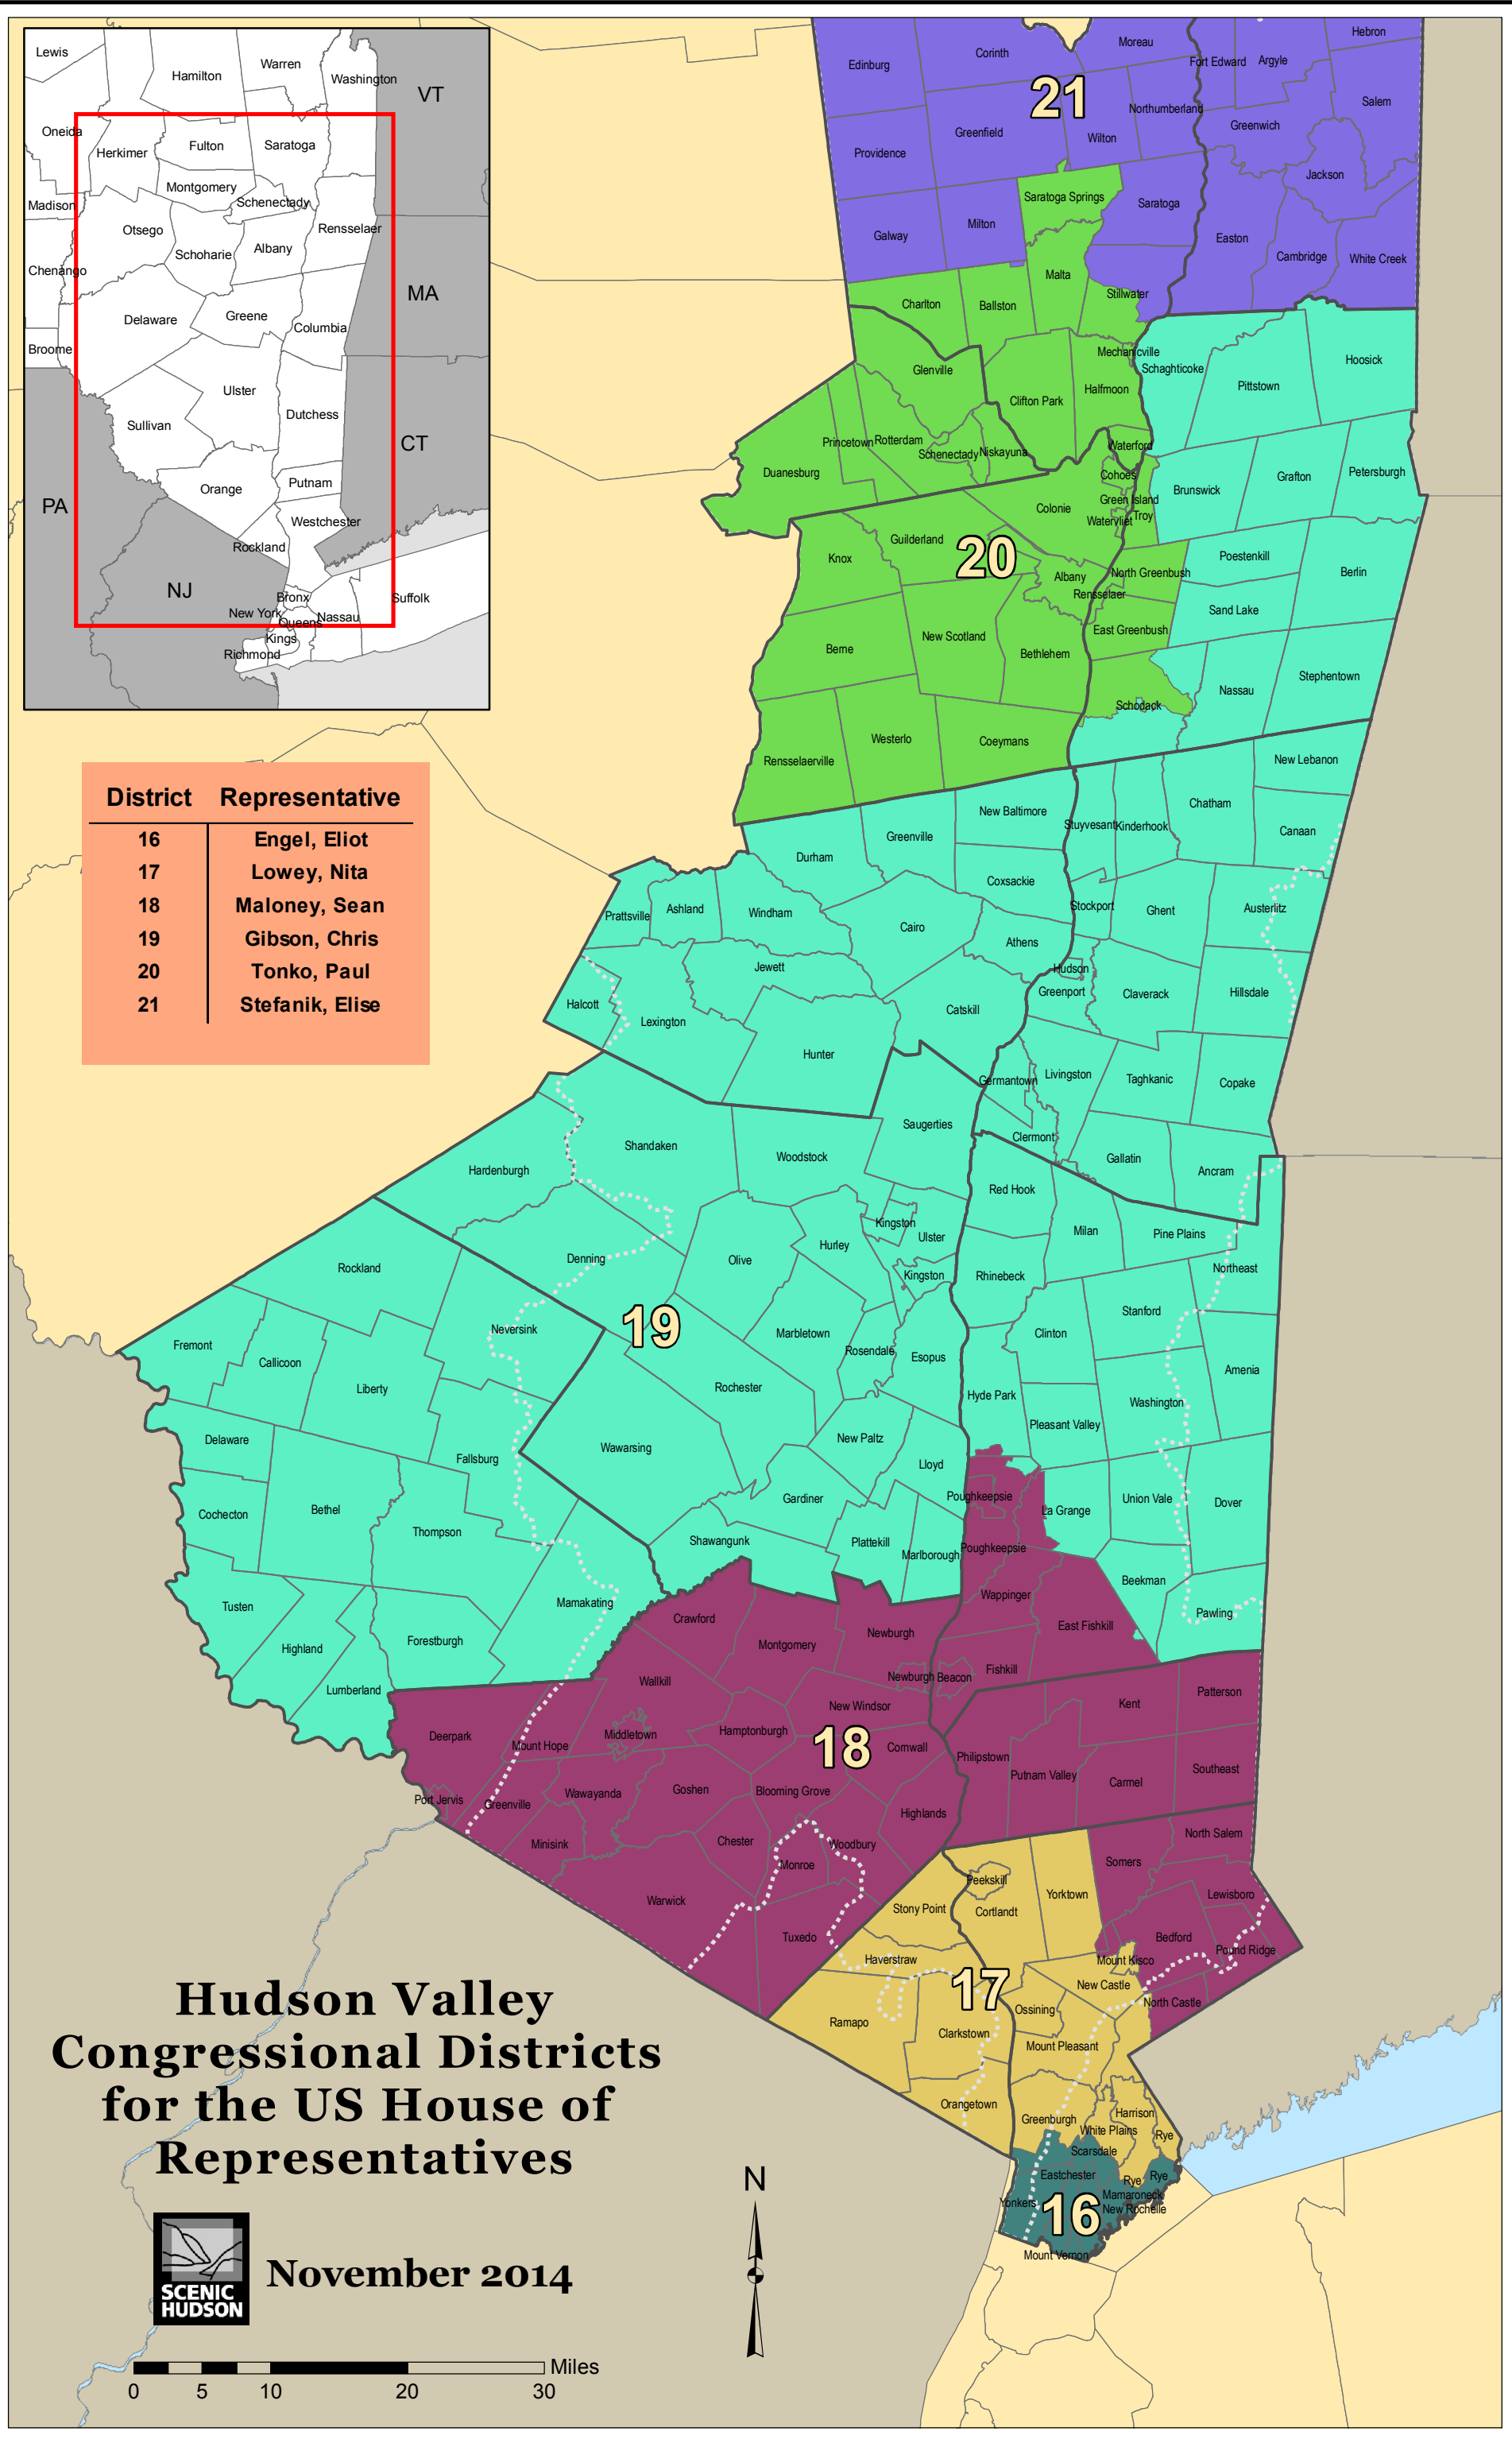 Lewis
Hamilton
Warren
Washington
VT
Oneida
Herkimer
Fulton
Saratoga
Montgomery
Madison
Schenectady
Otsego
Rensselaer
Schoharie
Albany
Chenango
MA
Delaware
Greene
Columbia
Broome
Ulster
Dutchess
Sullivan
CT
Orange
Putnam
PA
Westchester
Rockland
NJ
Bronx
Suffolk
New York
Nassau
Queens
Kings
Richmond
District Representative
16 Engel, Eliot
17 Lowey, Nita
18 Maloney, Sean
19 Gibson, Chris
20 Tonko, Paul
21 Stefanik, Elise
Hebron
Moreau
Corinth
Fort Edward
Argyle
Edinburg
21
Salem
Northumberland
Greenwich
Greenfield
Wilton
Providence
Jackson
Saratoga Springs
Saratoga
Milton
Galway
Easton
Cambridge
White Creek
Malta
Stillwater
Charlton
Ballston
Mechanicville
Hoosick
Schaghticoke
Glenville
Pittstown
Halfmoon
Clifton Park
Princetown
Rotterdam
Waterford
Schenectady
Niskayuna
Duanesburg
Cohoes
Petersburgh
Grafton
Brunswick
Green Island
Colonie
Troy
Watervliet
Guilderland
20
Knox
Poestenkill
North Greenbush
Berlin
Albany
Rensselaer
Sand Lake
East Greenbush
New Scotland
Berne
Bethlehem
Stephentown
Nassau
Schodack
Westerlo
Coeymans
Rensselaerville
New Lebanon
Chatham
New Baltimore
Stuyvesant
Kinderhook
Canaan
Greenville
Durham
Coxsackie
Stockport
Ghent
Austerlitz
Ashland
Prattsville
Windham
Cairo
Athens
Jewett
Hudson
Greenport
Claverack
Hillsdale
Halcott
Catskill
Lexington
Hunter
Livingston
Germantown
Taghkanic
Copake
Saugerties
Clermont
Shandaken
Woodstock
Gallatin
Ancram
Hardenburgh
Red Hook
Kingston
Milan
Pine Plains
Ulster
Hurley
Denning
Olive
Rockland
Northeast
Kingston
Rhinebeck
Stanford
19
Neversink
Marbletown
Clinton
Fremont
Rosendale
Esopus
Callicoon
Amenia
Liberty
Rochester
Hyde Park
Washington
Pleasant Valley
Delaware
New Paltz
Wawarsing
Fallsburg
Lloyd
Poughkeepsie
Gardiner
Union Vale
Dover
La Grange
Bethel
Cochecton
Thompson
Shawangunk
Plattekill
Poughkeepsie
Marlborough
Beekman
Wappinger
Mamakating
Tusten
Pawling
Crawford
East Fishkill
Newburgh
Forestburgh
Montgomery
Highland
Fishkill
Newburgh
Beacon
Wallkill
Lumberland
Patterson
Kent
New Windsor
Hamptonburgh
Middletown
Deerpark
18
Mount Hope
Cornwall
Philipstown
Southeast
Putnam Valley
Carmel
Goshen
Blooming Grove
Wawayanda
Port Jervis
Greenville
Highlands
North Salem
Chester
Minisink
Woodbury
Somers
Monroe
Peekskill
Yorktown
Lewisboro
Warwick
Stony Point
Cortlandt
Tuxedo
Bedford
Pound Ridge
Haverstraw
Mount Kisco
New Castle
17
North Castle
Ossining
Ramapo
Clarkstown
Mount Pleasant
Orangetown
Harrison
Greenburgh
White Plains
Rye
Scarsdale
Eastchester
Rye
Rye
Mamaroneck
Yonkers
New Rochelle
16
Mount Vernon
Hudson Valley
Congressional Districts
for the US House of
Representatives
N
SCENIC
HUDSON
November 2014
Miles
0 5 10 20 30